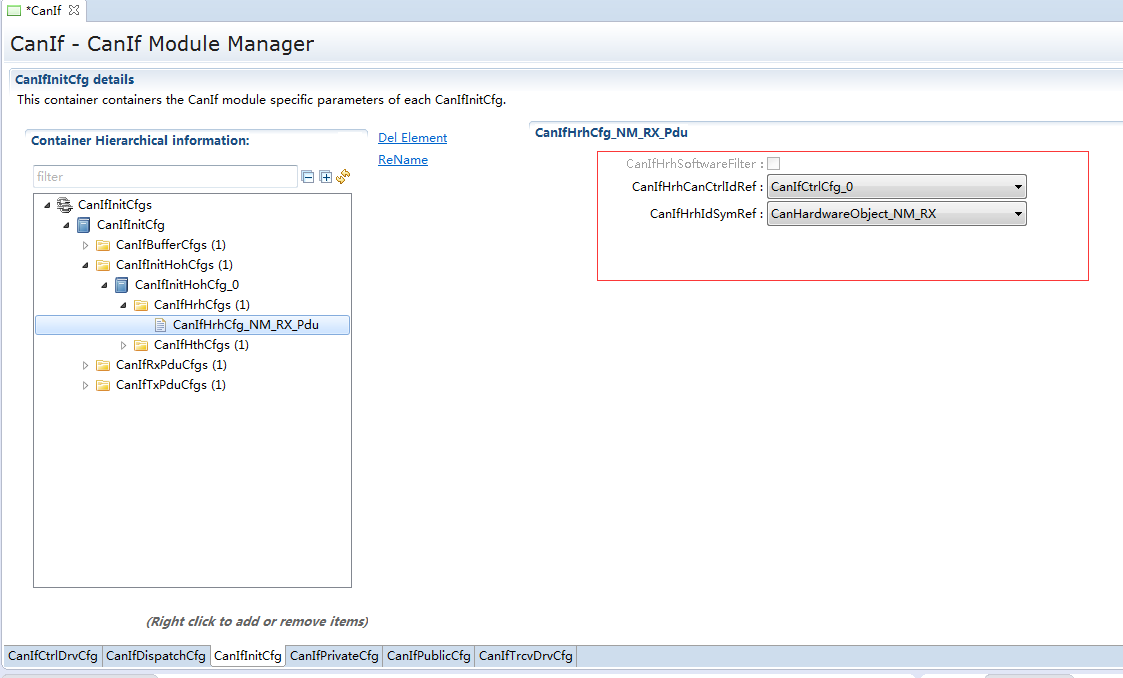 *CanIf
CanIf - CanIf Module Manager
CanIfInitCfg details
This container containers the CanIf module specific parameters of each CanIfInitCfg.
Container Hierarchical information:
filter
CanIfInitCfgs
CanIfInitCfg
CanIfBufferCfgs (1)
CanIfInitHohCfgs (1)
CanIfInitHohCfg_0
CanIfHrhCfgs (1)
CanIfHrhCfg_NM_RX_Pdu
CanIfHthCfgs (1)
CanIfRxPduCfgs (1)
CanIfTxPduCfgs (1)
(Right click to add or remove items)
Del Element
ReName
CanIfHrhCfg_NM_RX_Pdu
CanIfHrhSoftwareFilter :
CanIfHrhCanCtrlIdRef : CanIfCtrlCfg_0
CanIfHrhIdSymRef : CanHardwareObject_NM_RX
CanIfCtrlDrvCfg CanIfDispatchCfg CanIfInitCfg CanIfPrivateCfg CanIfPublicCfg CanIfTrcvDrvCfg